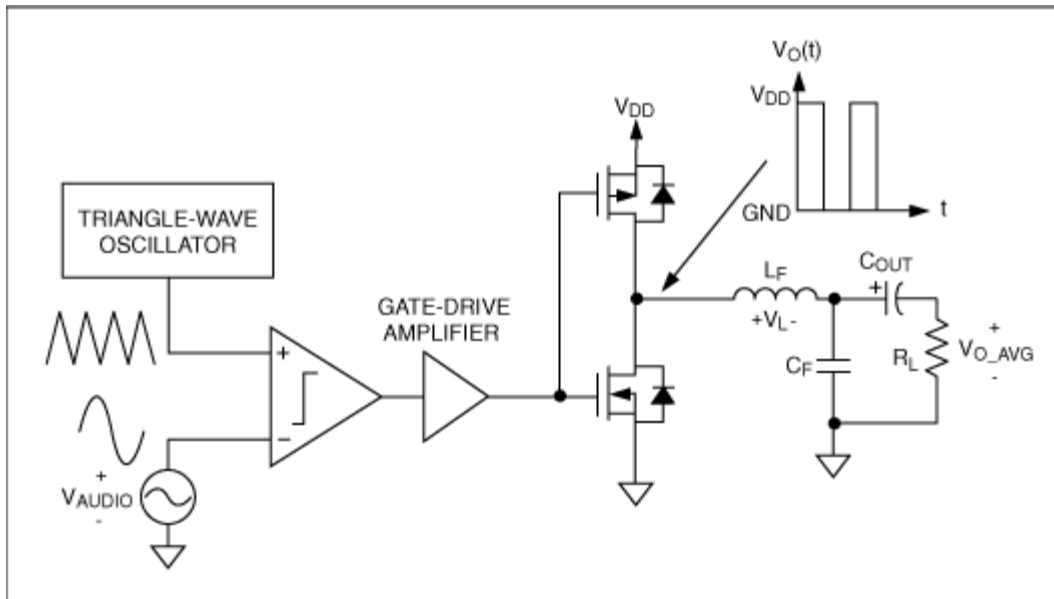 VO(t)
VDD
GND
t
VDD
TRIANGLE-WAVE
OSCILLATOR
GATE-DRIVE
AMPLIFIER
LF
+VL-
COUT
+
CF
RL
+
VO_AVG
-
+
-
+
VAUDIO
-